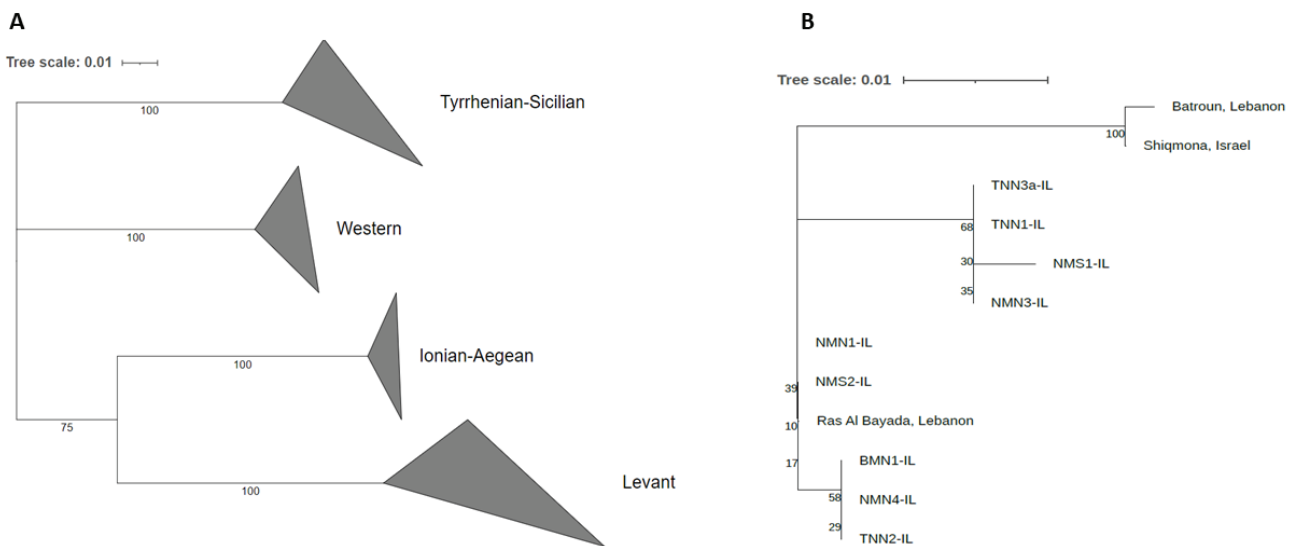 A
Tree scale: 0.01
Tyrrhenian-Sicilian
100
Western
100
Ionian-Aegean
100
75
Levant
100
B
Tree scale: 0.01
Batroun, Lebanon
100
Shiqmona, Israel
TNN3a-IL
TNN1-IL
68
30
NMS1-IL
35
NMN3-IL
NMN1-IL
NMS2-IL
39
Ras Al Bayada, Lebanon
10
17
BMN1-IL
58
NMN4-IL
29
TNN2-IL